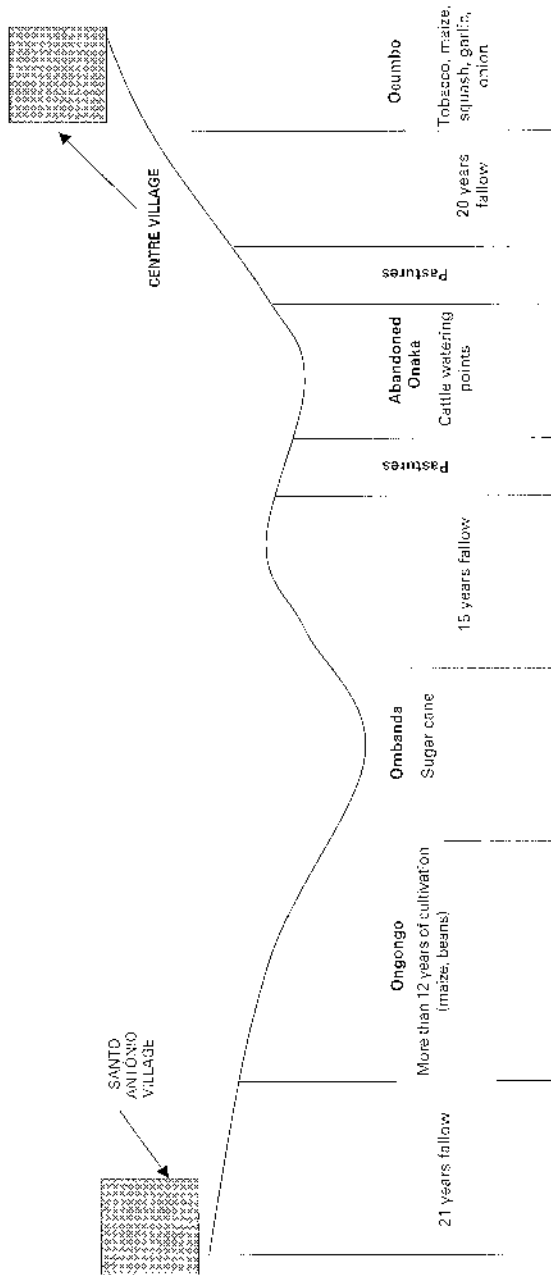 SANTO
ANTÓNIO
VILLAGE
CENTRE VILLAGE
21 years fallow
Ongongo
More than 12 years of cultivation
(maize, beans)
Ombanda
Sugar cane
15 years fallow
Pastures
Abandoned
Onaka
Cattle watering
points
Pastures
20 years
fallow
Ocumbo
Tobacco, maize,
squash, garlic,
onion